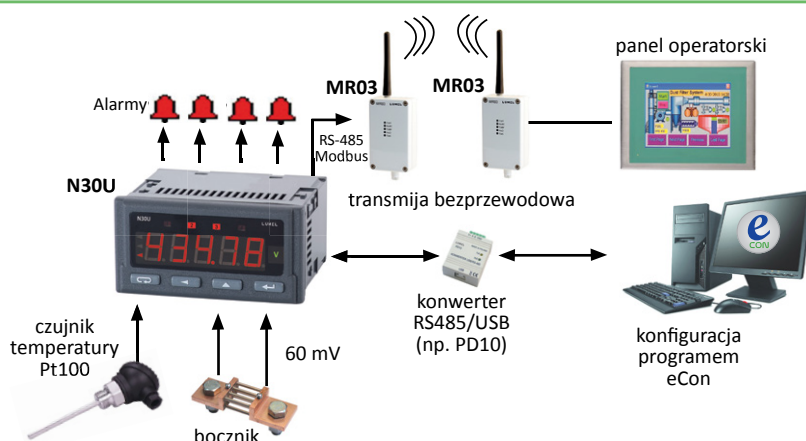 panel operatorski
MR03
MR03
Alarmy
RS-485
Modbus
N30U
transmija bezprzewodowa
N30U
LUMEL
V
e
CON
konwerter
RS485/USB
(np. PD10)
konfiguracja
programem
eCon
czujnik
temperatury
Pt100
60 mV
bocznik